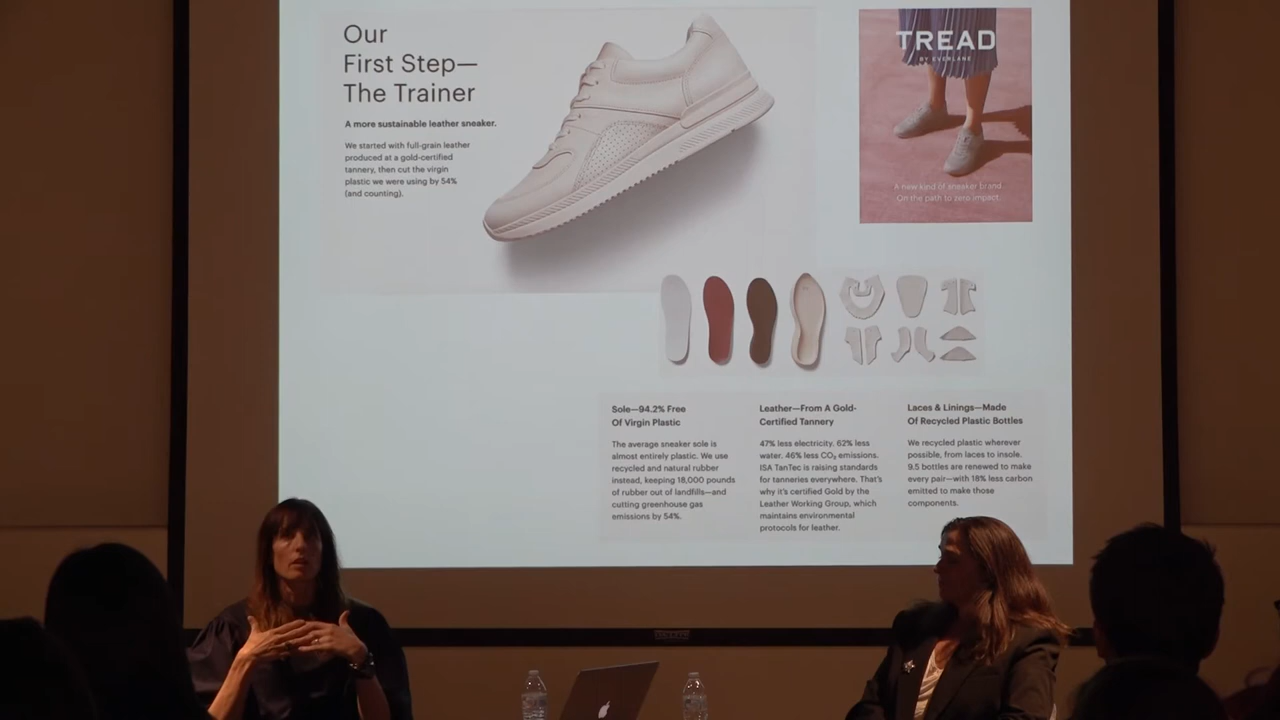 Our
First Step—
The Trainer
A more sustainable leather sneaker.
We started with full-grain leather
produced at a gold-certified
tannery, then cut the virgin
plastic we were using by 54%
(and counting).
TREAD
BY EVERLANE
A new kind of sneaker brand.
On the path to zero impact.
Sole—94.2% Free
Of Virgin Plastic
The average sneaker sole is
almost entirely plastic. We use
recycled and natural rubber
instead, keeping 18,000 pounds
of rubber out of landfills—and
cutting greenhouse gas
emissions by 54%.
Leather—From A Gold-
Certified Tannery
47% less electricity. 62% less
water. 46% less CO₂ emissions.
ISA TanTec is raising standards
for tanneries everywhere. That's
why it's certified Gold by the
Leather Working Group, which
maintains environmental
protocols for leather.
Laces & Linings—Made
Of Recycled Plastic Bottles
We recycled plastic wherever
possible, from laces to insole.
9.5 bottles are renewed to make
every pair—with 18% less carbon
emitted to make those
components.